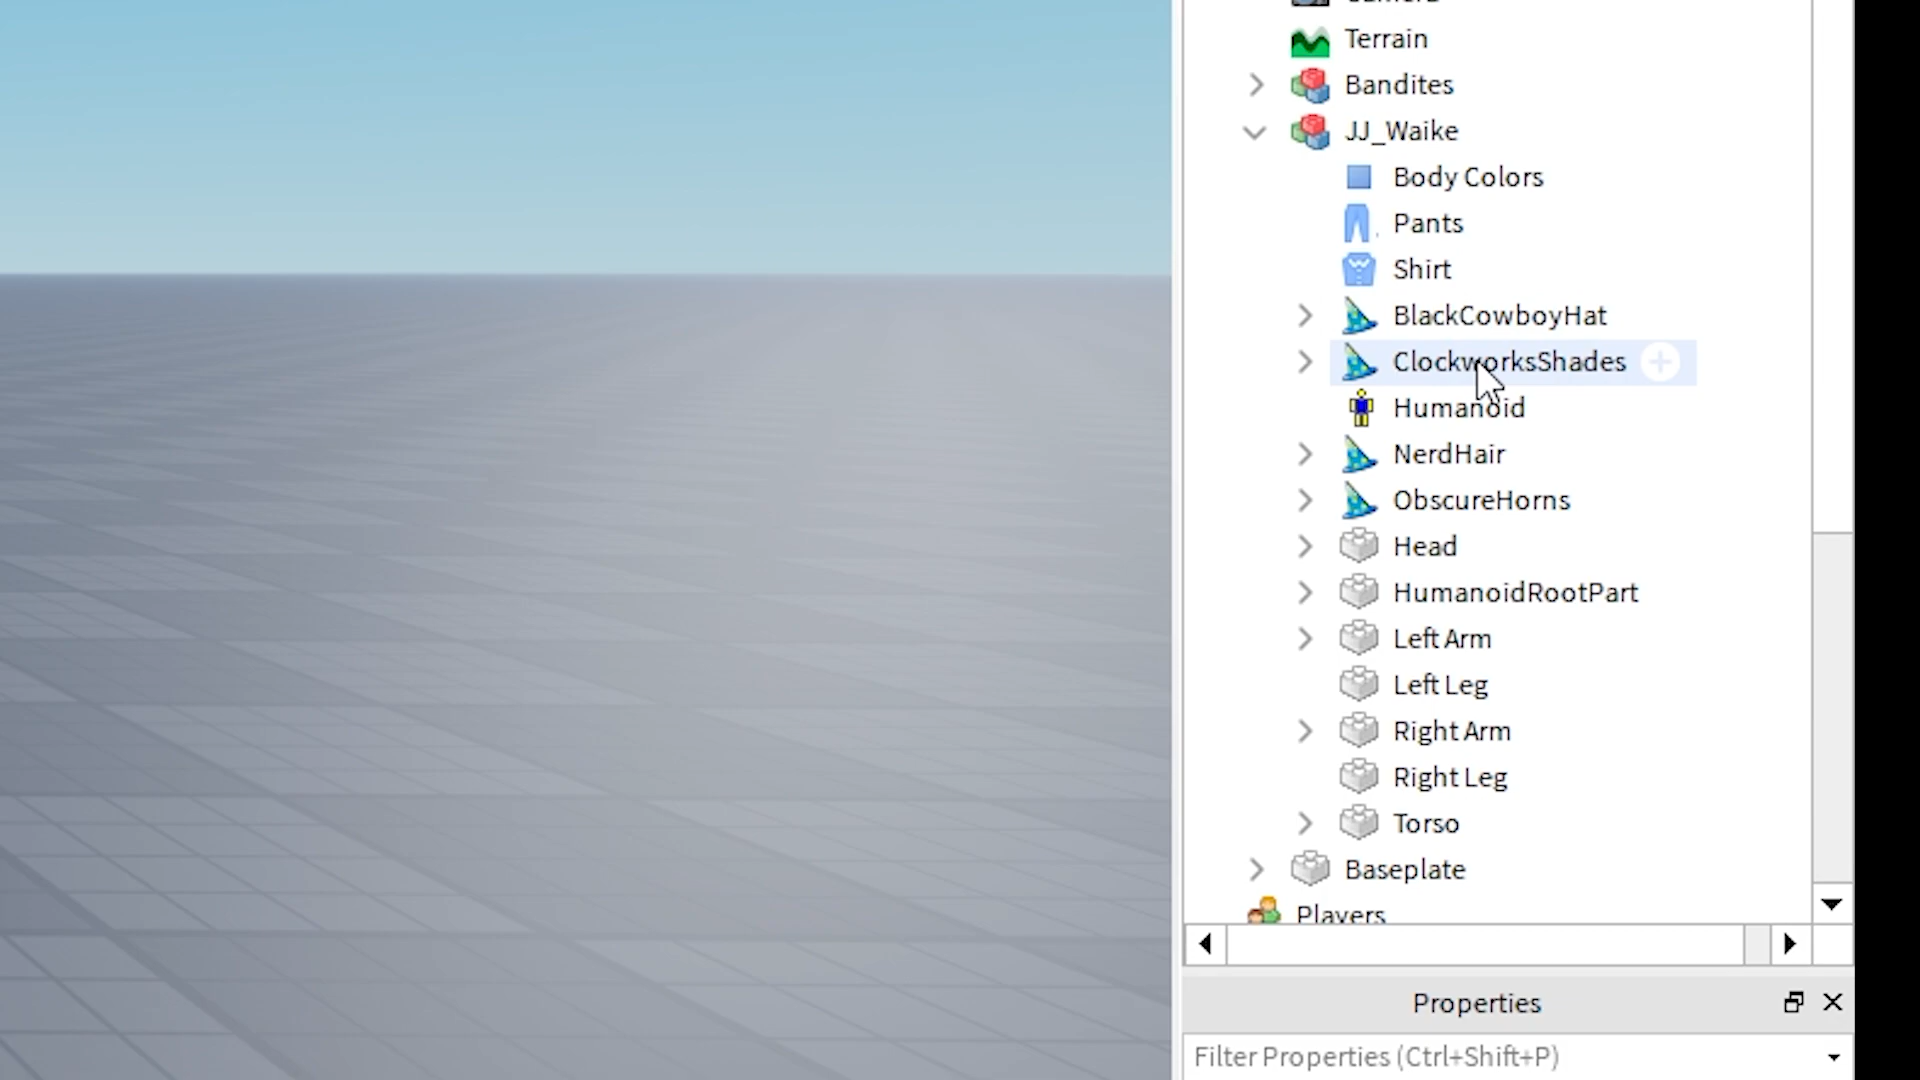 Camera
Terrain
Bandites
JJ_Waike
Body Colors
Pants
Shirt
BlackCowboyHat
ClockworksShades
Humanoid
NerdHair
ObscureHorns
Head
HumanoidRootPart
Left Arm
Left Leg
Right Arm
Right Leg
Torso
Baseplate
Players
Properties
Filter Properties (Ctrl+Shift+P)